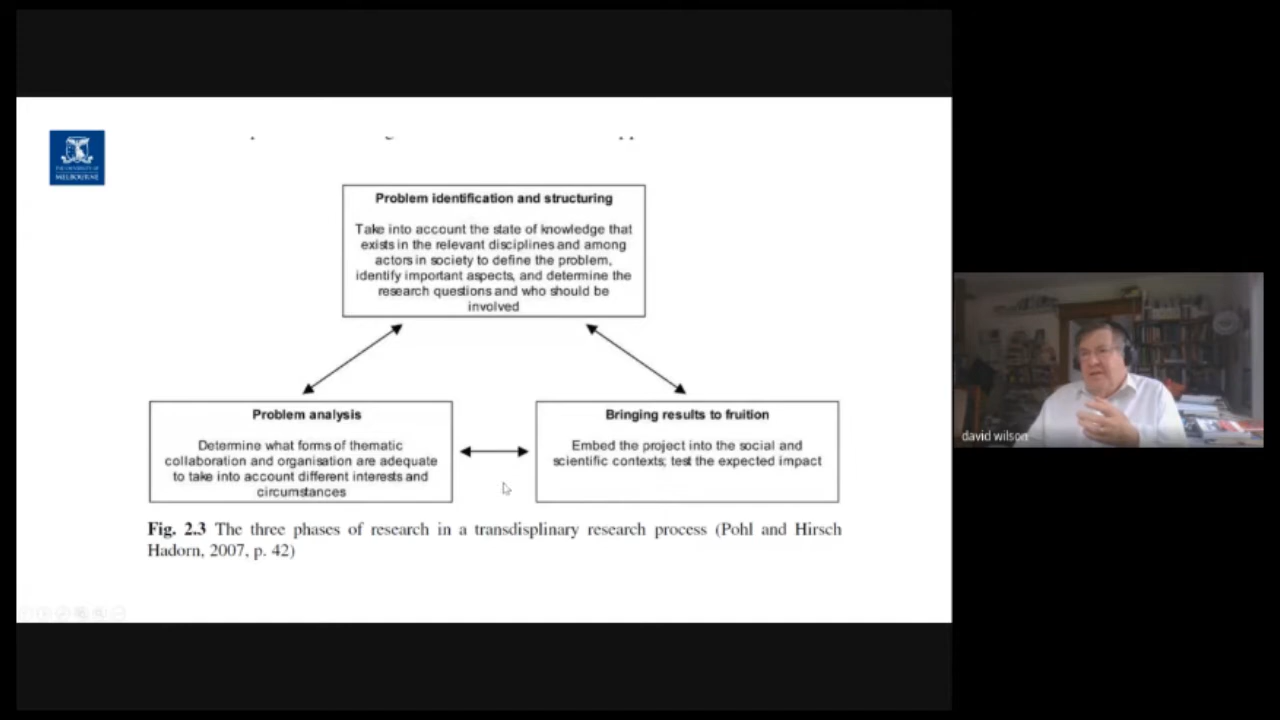 THE UNIVERSITY OF
MELBOURNE
Problem identification and structuring
Take into account the state of knowledge that
exists in the relevant disciplines and among
actors in society to define the problem,
identify important aspects, and determine the
research questions and who should be
involved
Problem analysis
Determine what forms of thematic
collaboration and organisation are adequate
to take into account different interests and
circumstances
Bringing results to fruition
Embed the project into the social and
scientific contexts; test the expected impact
david wilson
Fig. 2.3 The three phases of research in a transdisplinary research process (Pohl and Hirsch
Hadorn, 2007, p. 42)